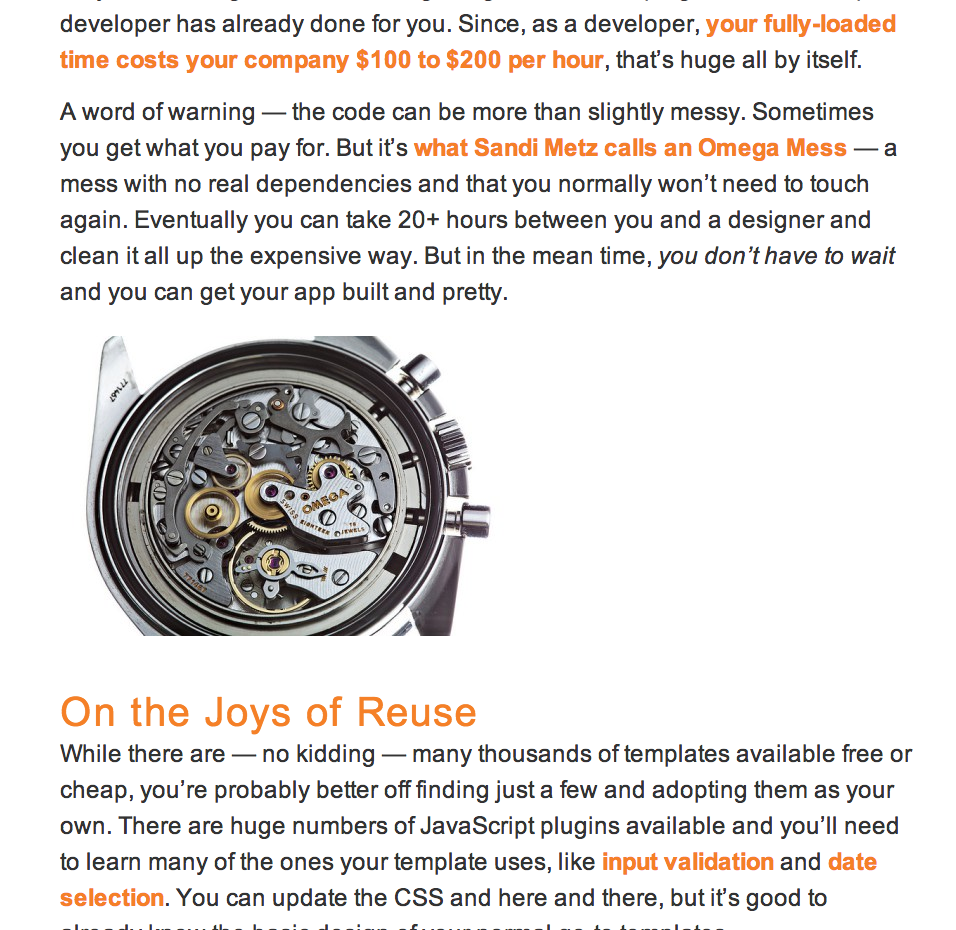 developer has already done for you. Since, as a developer, your fully-loaded
time costs your company $100 to $200 per hour, that’s huge all by itself.
A word of warning — the code can be more than slightly messy. Sometimes
you get what you pay for. But it’s what Sandi Metz calls an Omega Mess — a
mess with no real dependencies and that you normally won’t need to touch
again. Eventually you can take 20+ hours between you and a designer and
clean it all up the expensive way. But in the mean time, you don’t have to wait
and you can get your app built and pretty.
OMEGA
SWISS EIGHTEEN 18 JEWELS
On the Joys of Reuse
While there are — no kidding — many thousands of templates available free or
cheap, you’re probably better off finding just a few and adopting them as your
own. There are huge numbers of JavaScript plugins available and you’ll need
to learn many of the ones your template uses, like input validation and date
selection. You can update the CSS and here and there, but it’s good to